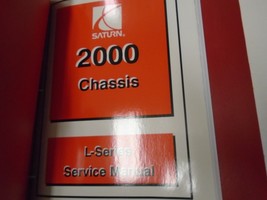 SATURN
2000
Chassis
L-Series
Service Manual